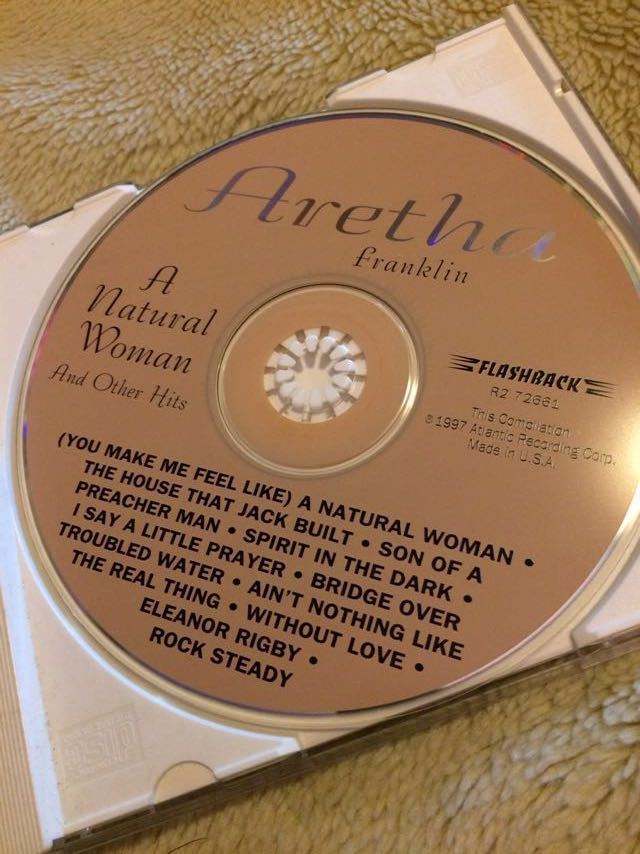 Aretha
Franklin
A
Natural
Woman
And Other Hits
FLASHBACK
R2 72661
This Compilation
℗ 1997 Atlantic Recording Corp.
Made in U.S.A.
(YOU MAKE ME FEEL LIKE) A NATURAL WOMAN •
THE HOUSE THAT JACK BUILT • SON OF A
PREACHER MAN • SPIRIT IN THE DARK •
I SAY A LITTLE PRAYER • BRIDGE OVER
TROUBLED WATER • AIN'T NOTHING LIKE
THE REAL THING • WITHOUT LOVE •
ELEANOR RIGBY •
ROCK STEADY